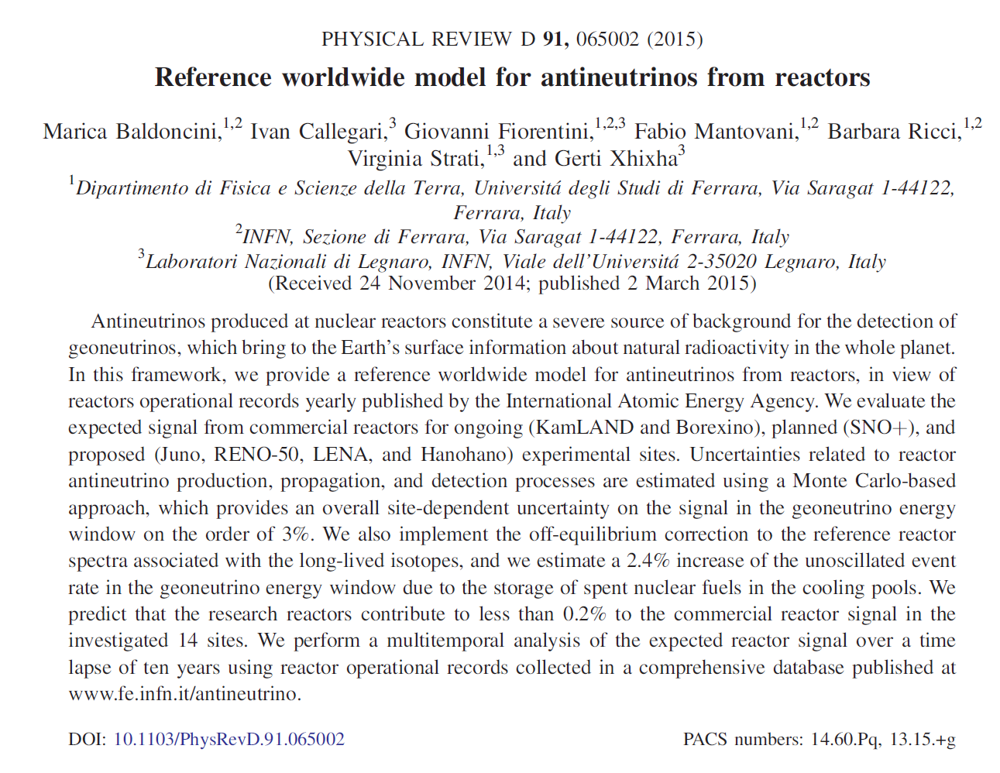 PHYSICAL REVIEW D 91, 065002 (2015)
Reference worldwide model for antineutrinos from reactors
Marica Baldoncini,1,2 Ivan Callegari,3 Giovanni Fiorentini,1,2,3 Fabio Mantovani,1,2 Barbara Ricci,1,2
Virginia Strati,1,3 and Gerti Xhixha3
1Dipartimento di Fisica e Scienze della Terra, Universitá degli Studi di Ferrara, Via Saragat 1-44122,
Ferrara, Italy
2INFN, Sezione di Ferrara, Via Saragat 1-44122, Ferrara, Italy
3Laboratori Nazionali di Legnaro, INFN, Viale dell'Universitá 2-35020 Legnaro, Italy
(Received 24 November 2014; published 2 March 2015)
Antineutrinos produced at nuclear reactors constitute a severe source of background for the detection of
geoneutrinos, which bring to the Earth's surface information about natural radioactivity in the whole planet.
In this framework, we provide a reference worldwide model for antineutrinos from reactors, in view of
reactors operational records yearly published by the International Atomic Energy Agency. We evaluate the
expected signal from commercial reactors for ongoing (KamLAND and Borexino), planned (SNO+), and
proposed (Juno, RENO-50, LENA, and Hanohano) experimental sites. Uncertainties related to reactor
antineutrino production, propagation, and detection processes are estimated using a Monte Carlo-based
approach, which provides an overall site-dependent uncertainty on the signal in the geoneutrino energy
window on the order of 3%. We also implement the off-equilibrium correction to the reference reactor
spectra associated with the long-lived isotopes, and we estimate a 2.4% increase of the unoscillated event
rate in the geoneutrino energy window due to the storage of spent nuclear fuels in the cooling pools. We
predict that the research reactors contribute to less than 0.2% to the commercial reactor signal in the
investigated 14 sites. We perform a multitemporal analysis of the expected reactor signal over a time
lapse of ten years using reactor operational records collected in a comprehensive database published at
www.fe.infn.it/antineutrino.
DOI: 10.1103/PhysRevD.91.065002 PACS numbers: 14.60.Pq, 13.15.+g